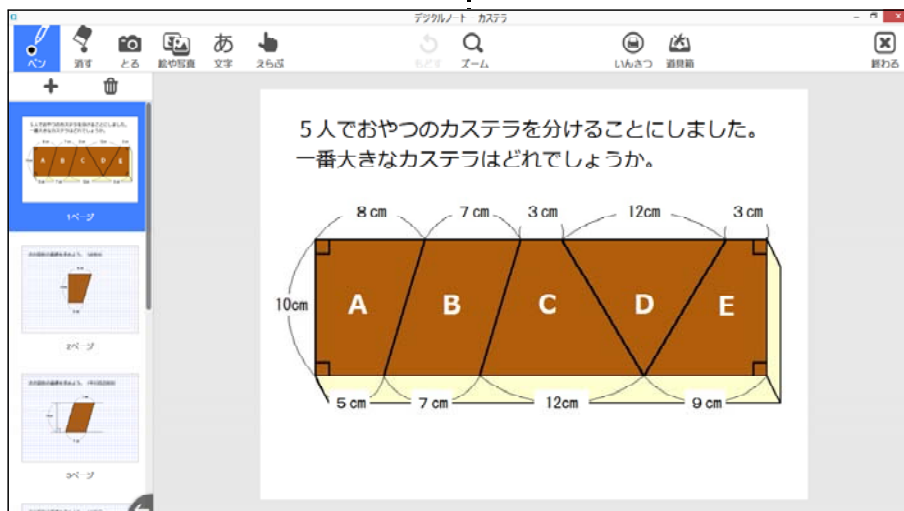 デジタルノート カステラ
ペン 消す とる 絵や写真 文字 えらぶ もどす ズーム いんさつ 道具箱 終わる
1ページ
2ページ
3ページ
5人でおやつのカステラを分けることにしました。
一番大きなカステラはどれでしょうか。
8cm 7cm 3cm 12cm 3cm
10cm A B C D E
5cm 7cm 12cm 9cm